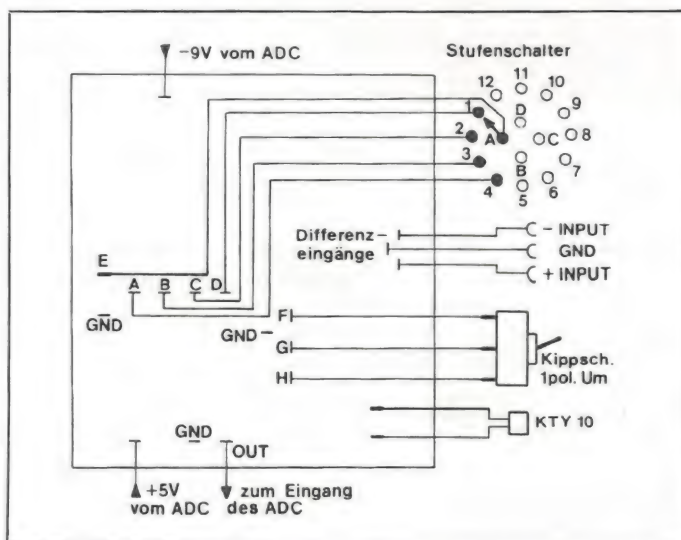 -9V vom ADC
Stufenschalter
11
12
10
D
1
9
2
A
C
8
3
B
7
4
5
6
Differenz-
eingänge
- INPUT
GND
+ INPUT
E
A B C D
GND
GND
F
G
H
Kippsch.
1pol. Um
KTY 10
GND
OUT
+5V
vom ADC
zum Eingang
des ADC